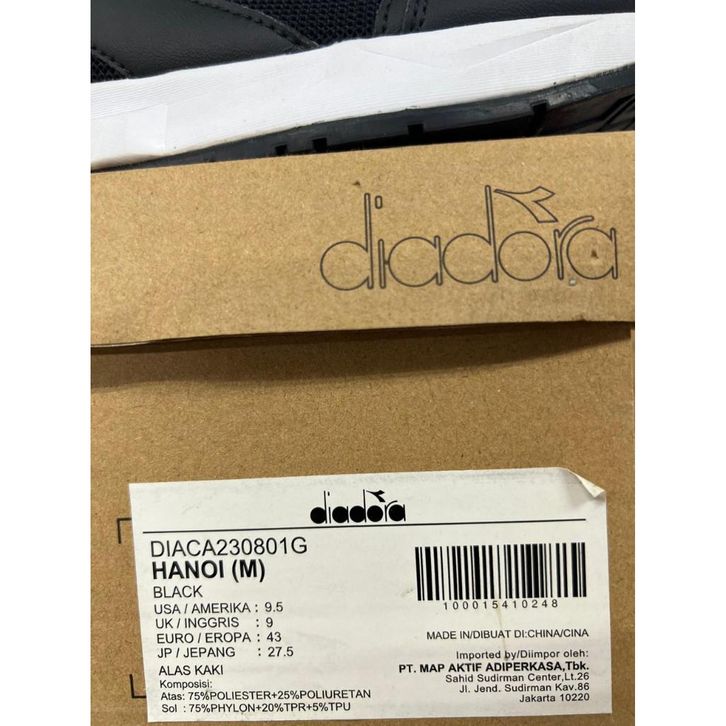 diadora
diadora
DIACA230801G
HANOI (M)
BLACK
USA / AMERIKA : 9.5
UK / INGGRIS : 9
EURO / EROPA : 43
JP / JEPANG : 27.5
ALAS KAKI
Komposisi:
Atas: 75%POLIESTER+25%POLIURETAN
Sol : 75%PHYLON+20%TPR+5%TPU
100015410248
MADE IN/DIBUAT DI:CHINA/CINA
Imported by/Diimpor oleh:
PT. MAP AKTIF ADIPERKASA,Tbk.
Sahid Sudirman Center,Lt.26
Jl. Jend. Sudirman Kav.86
Jakarta 10220